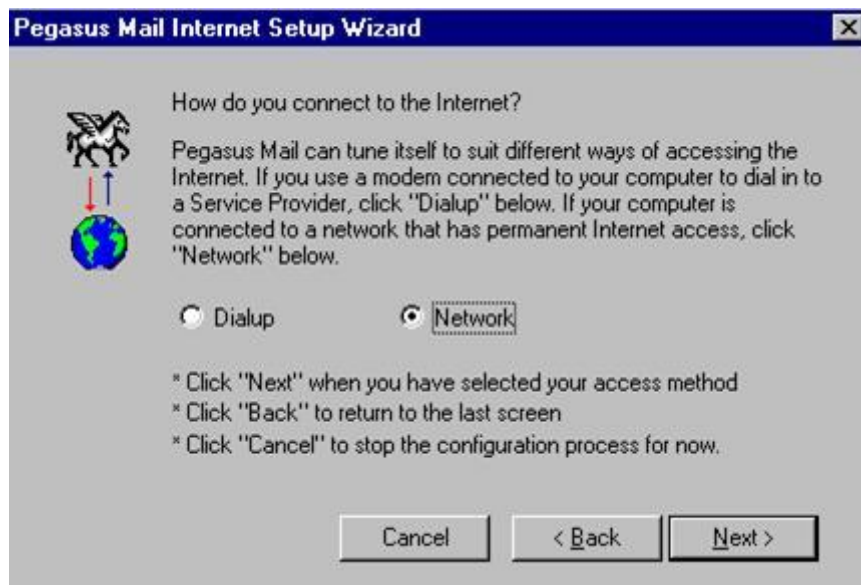 Pegasus Mail Internet Setup Wizard
How do you connect to the Internet?
Pegasus Mail can tune itself to suit different ways of accessing the
Internet. If you use a modem connected to your computer to dial in to
a Service Provider, click "Dialup" below. If your computer is
connected to a network that has permanent Internet access, click
"Network" below.
Dialup Network
* Click "Next" when you have selected your access method
* Click "Back" to return to the last screen
* Click "Cancel" to stop the configuration process for now.
Cancel < Back Next >